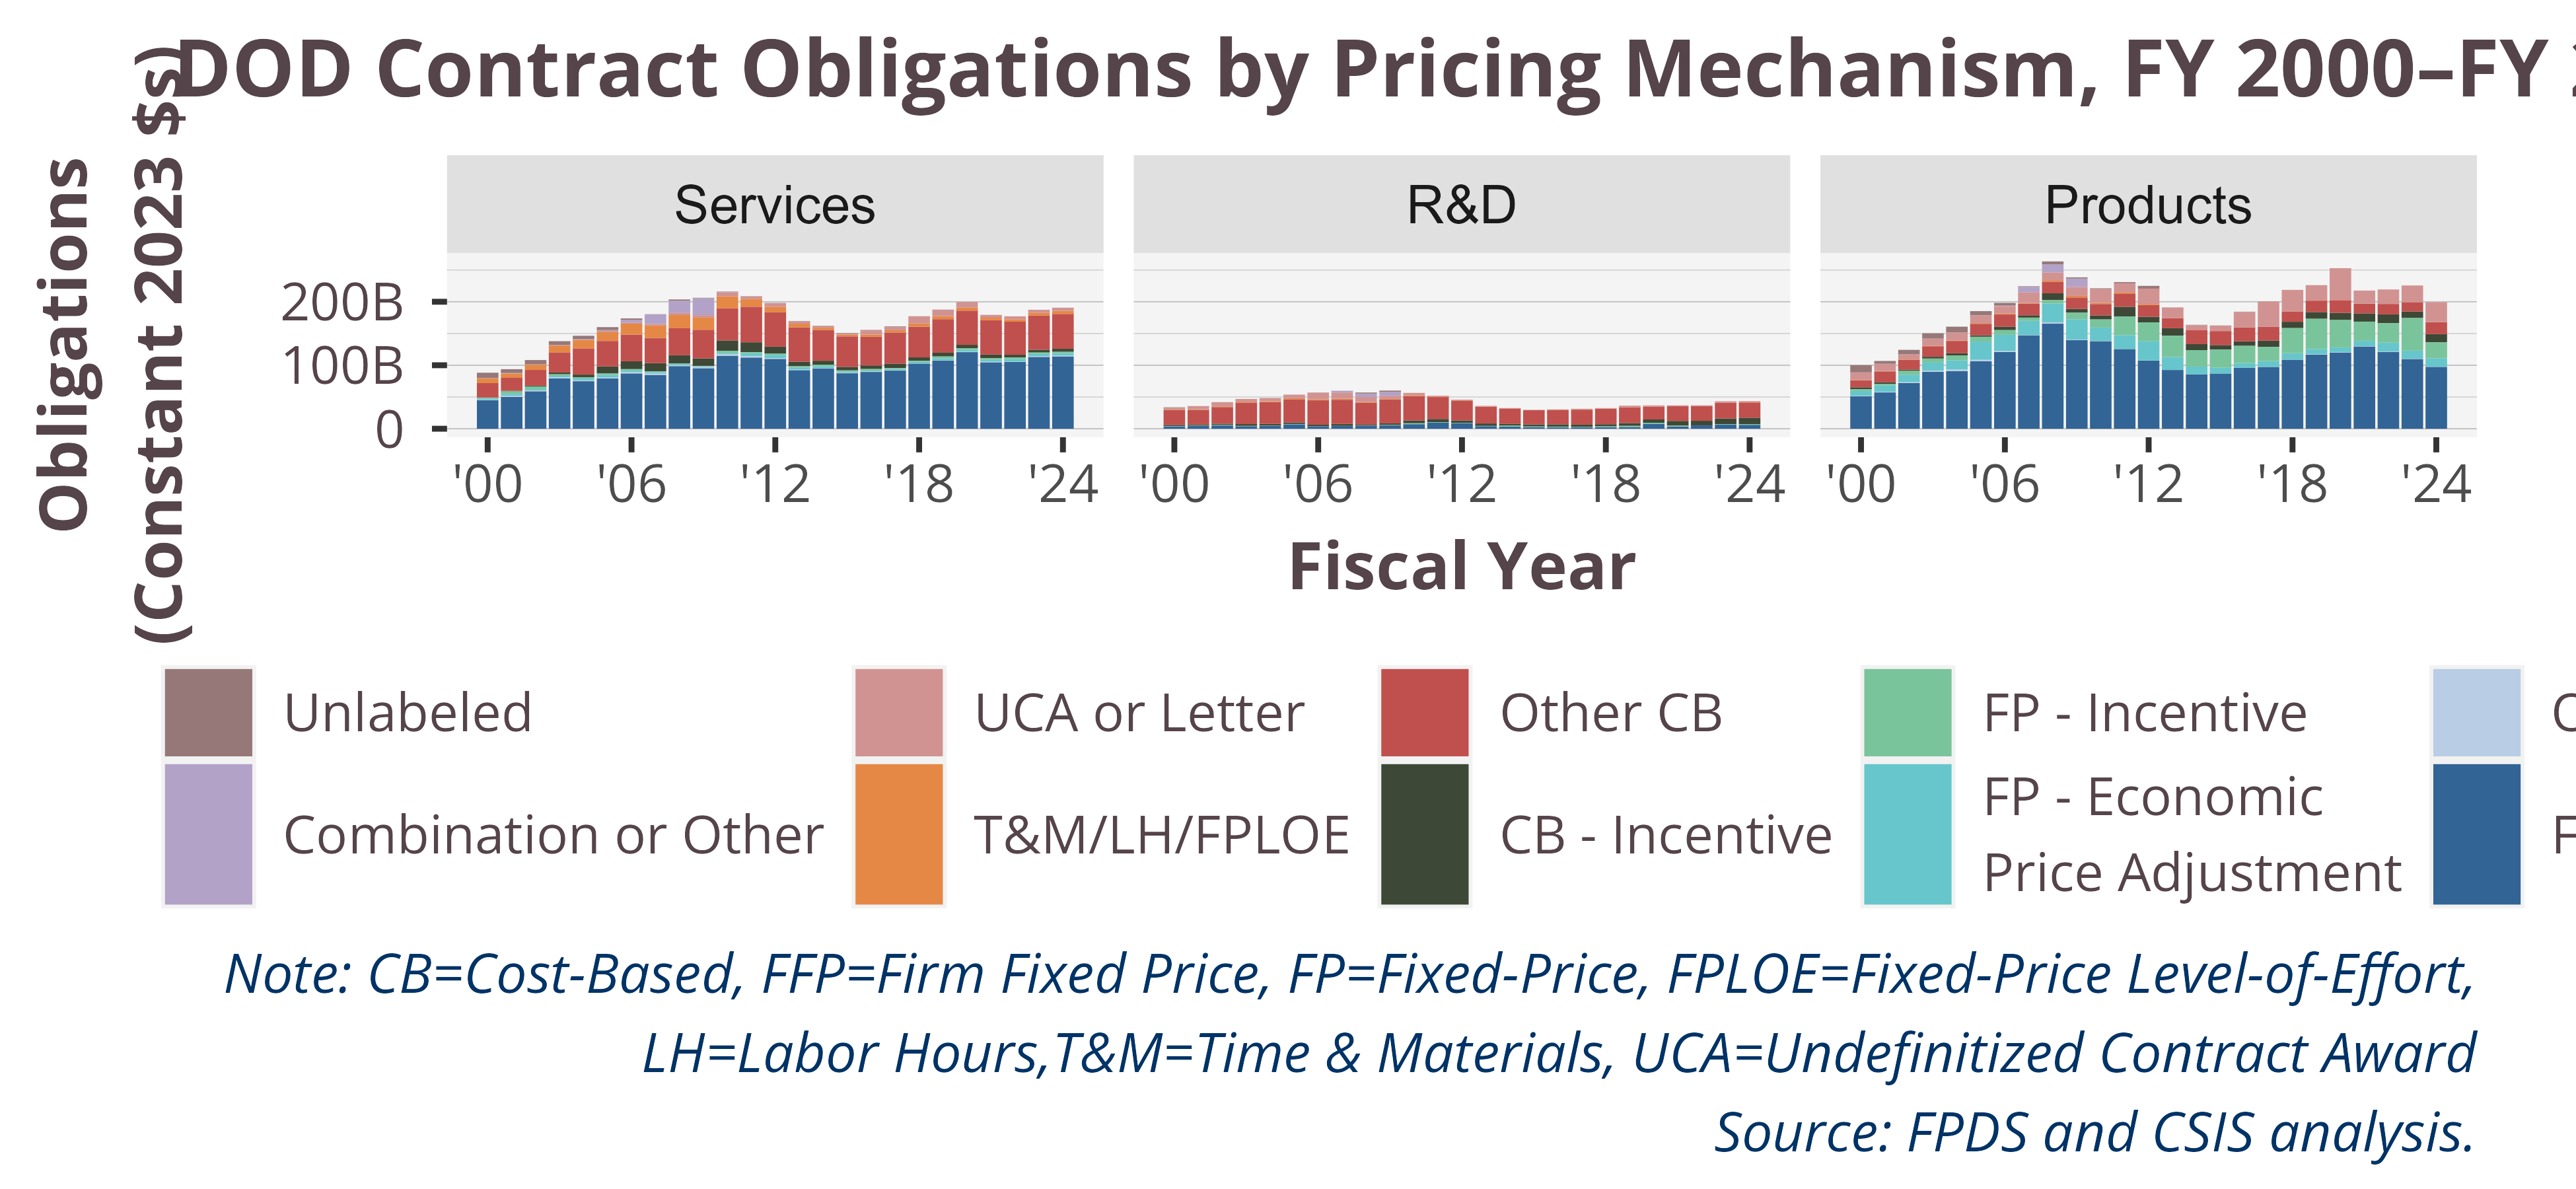 DOD Contract Obligations by Pricing Mechanism, FY 2000–FY
Obligations
(Constant 2023 $s)
Services
R&D
Products
200B
100B
0
'00 '06 '12 '18 '24
'00 '06 '12 '18 '24
'00 '06 '12 '18 '24
Fiscal Year
Unlabeled
Combination or Other
UCA or Letter
T&M/LH/FPLOE
Other CB
CB - Incentive
FP - Incentive
FP - Economic
Price Adjustment
Note: CB=Cost-Based, FFP=Firm Fixed Price, FP=Fixed-Price, FPLOE=Fixed-Price Level-of-Effort,
LH=Labor Hours,T&M=Time & Materials, UCA=Undefinitized Contract Award
Source: FPDS and CSIS analysis.